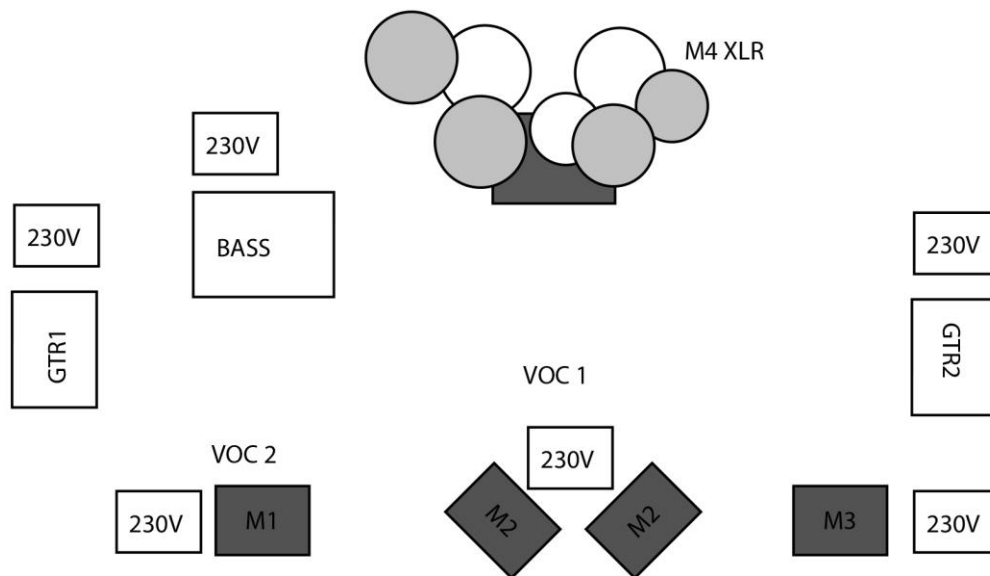 M4 XLR
230V
230V
BASS
230V
GTR1
GTR2
VOC 1
VOC 2
230V
230V
M1
M2
M2
M3
230V